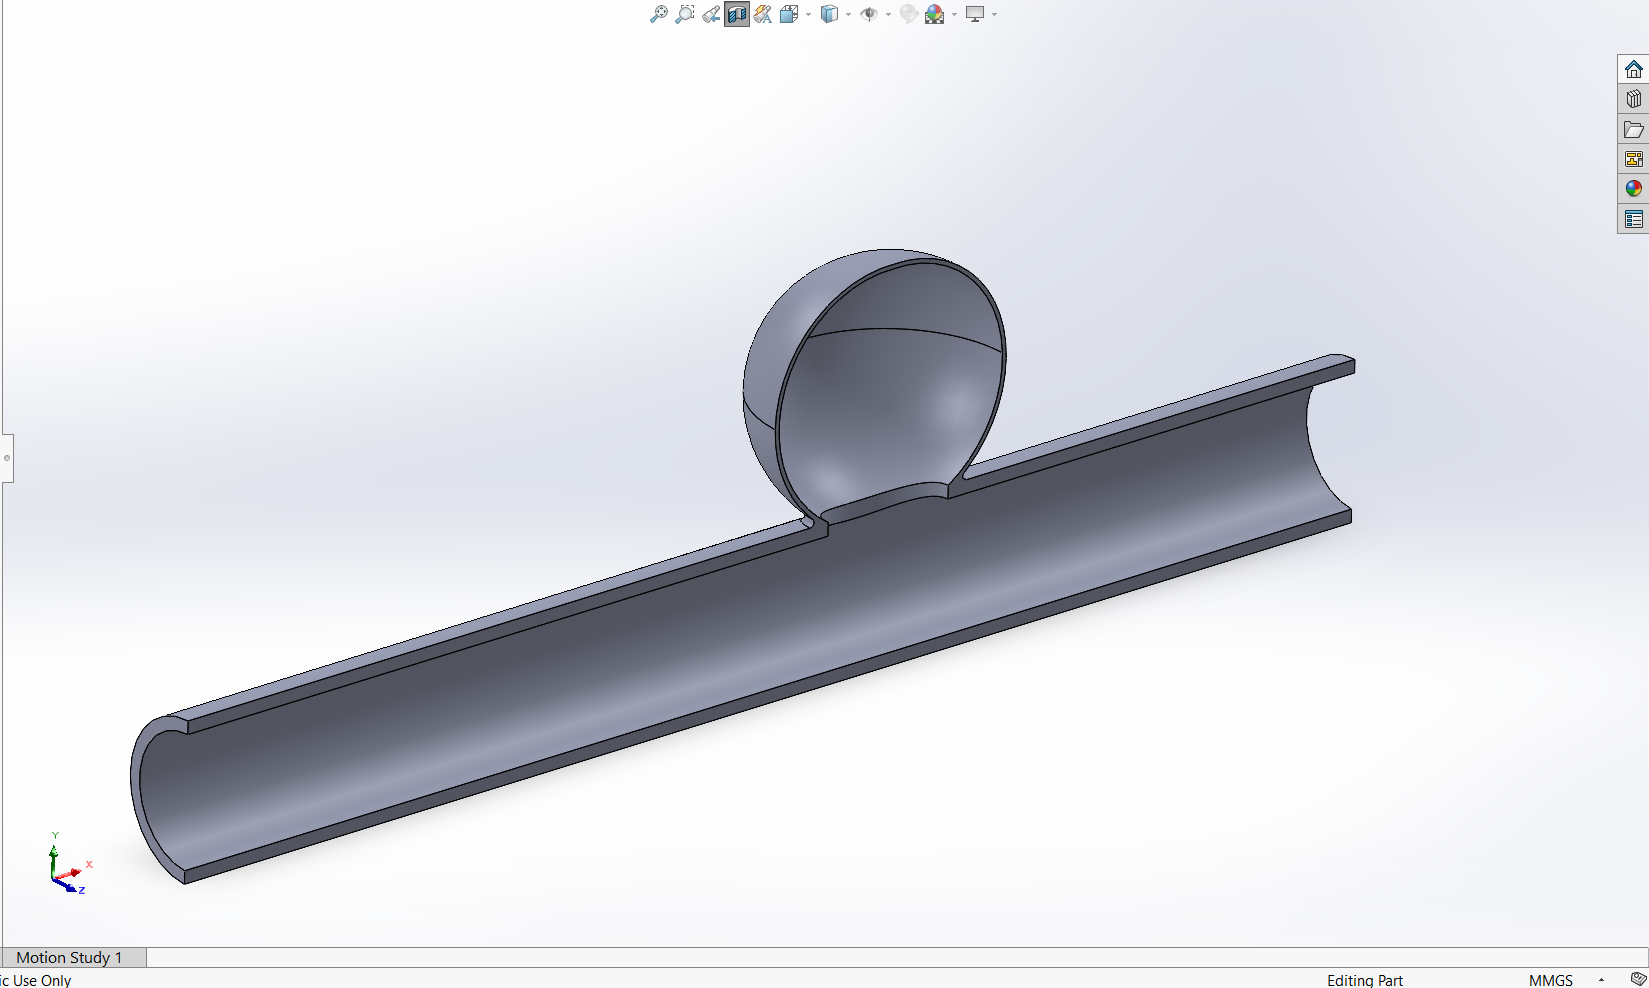 Y
X
Z
Motion Study 1
ic Use Only
Editing Part
MMGS